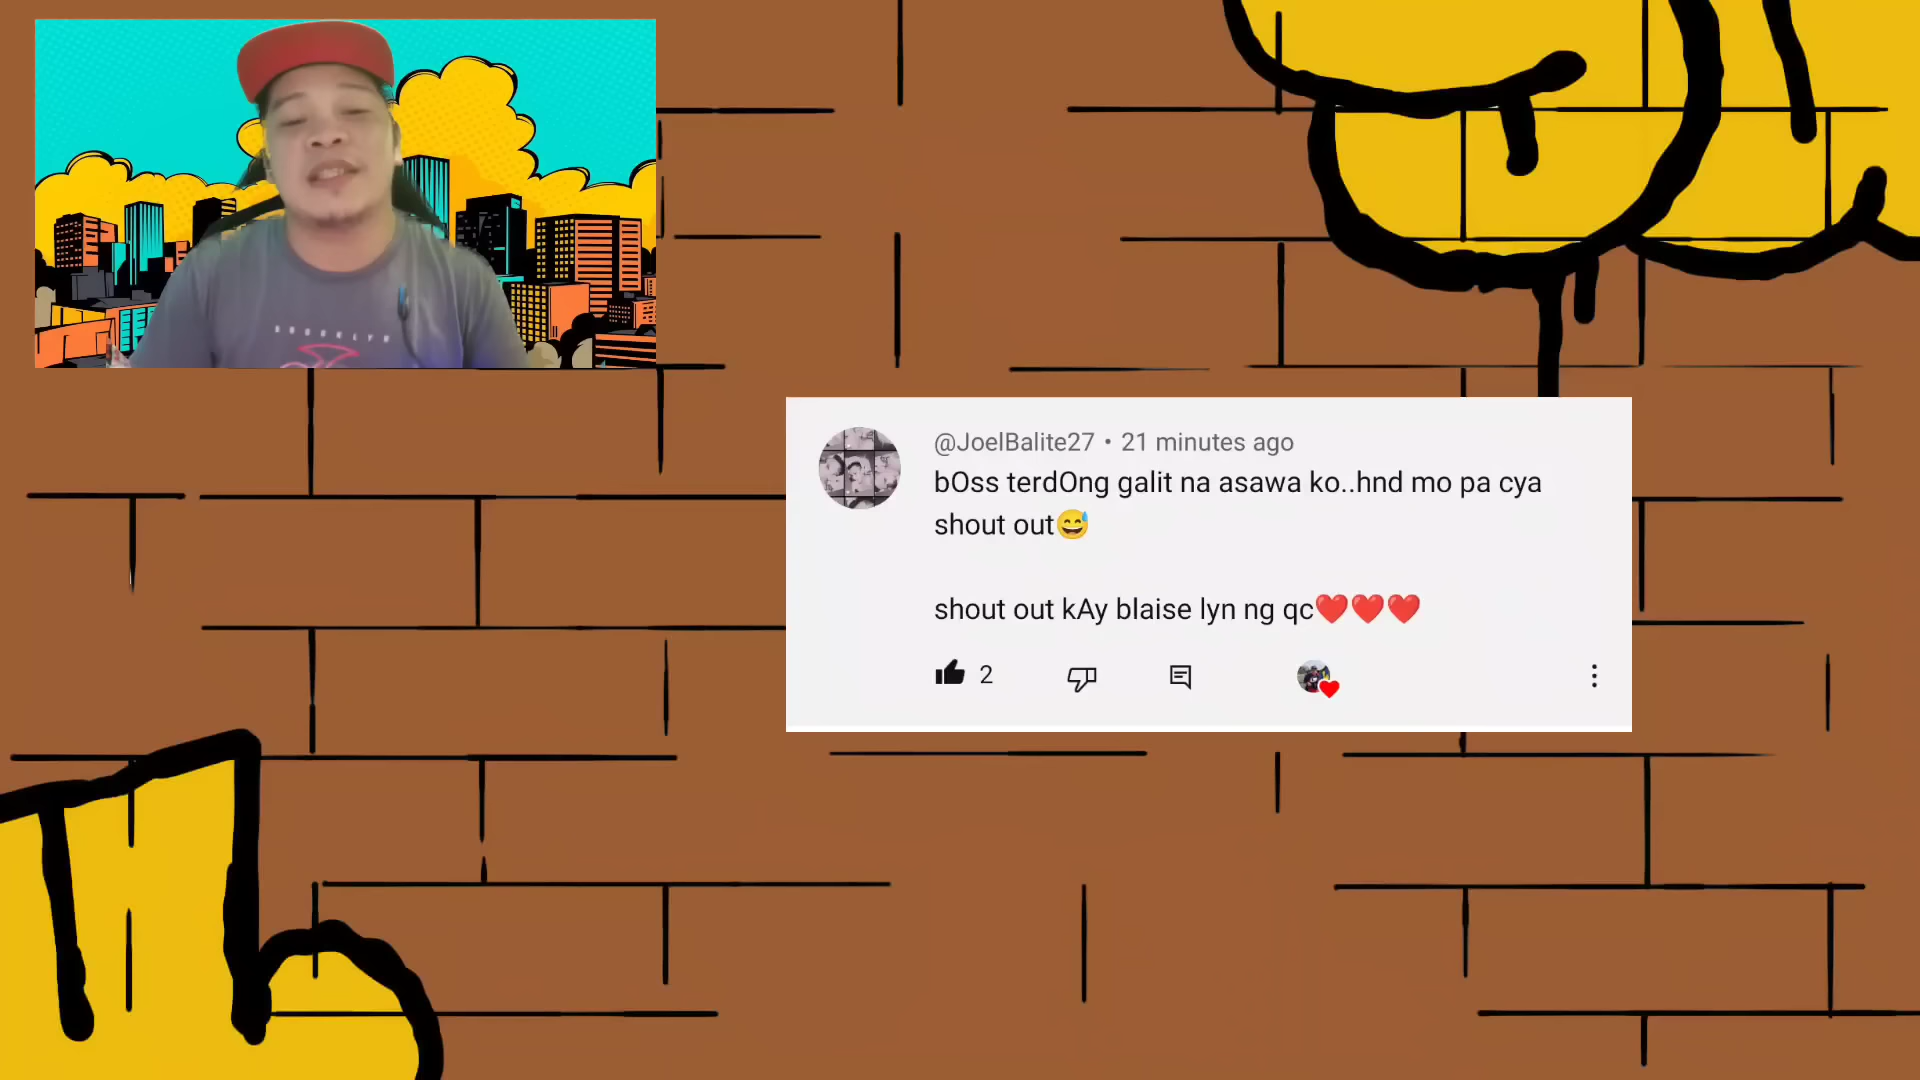 BROOKLYN
@JoelBalite27 • 21 minutes ago
bOss terdOng galit na asawa ko..hnd mo pa cya
shout out😅
shout out kAy blaise lyn ng qc❤️❤️❤️
2